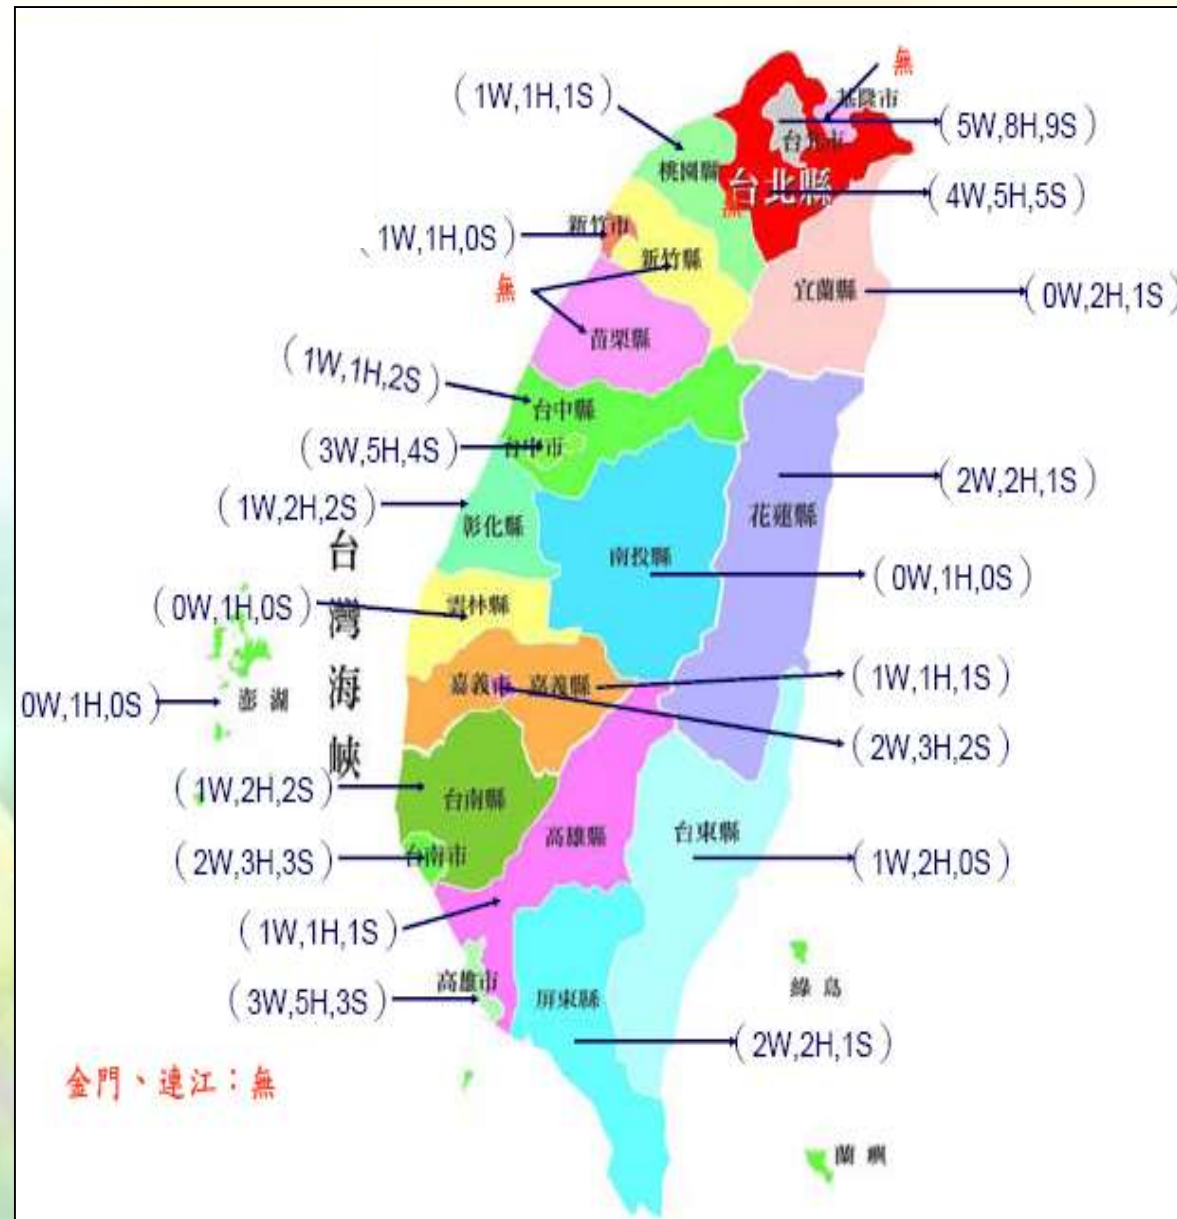 無
(1W,1H,1S)
基隆市
(5W,8H,9S)
台北市
桃園縣
台北縣
(4W,5H,5S)
無
新竹市
1W,1H,0S)
新竹縣
無
宜蘭縣
(0W,2H,1S)
苗栗縣
(1W,1H,2S)
台中縣
(3W,5H,4S)
台中市
(2W,2H,1S)
(1W,2H,2S)
花蓮縣
彰化縣
台灣海峽
南投縣
(0W,1H,0S)
(0W,1H,0S)
雲林縣
(1W,1H,1S)
嘉義市
嘉義縣
0W,1H,0S)
澎湖
(2W,3H,2S)
(1W,2H,2S)
台南縣
高雄縣
台東縣
(2W,3H,3S)
台南市
(1W,2H,0S)
(1W,1H,1S)
高雄市
(3W,5H,3S)
屏東縣
綠島
(2W,2H,1S)
金門、連江：無
蘭嶼